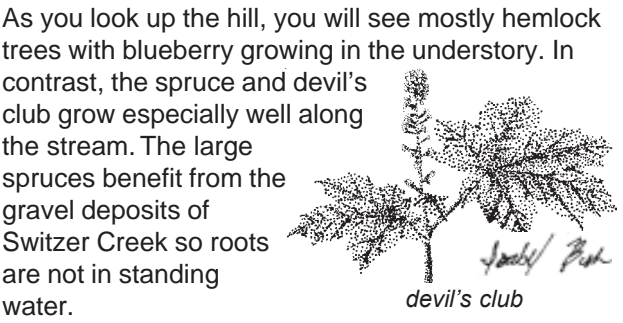 As you look up the hill, you will see mostly hemlock
trees with blueberry growing in the understory. In
contrast, the spruce and devil's
club grow especially well along
the stream. The large
spruces benefit from the
gravel deposits of
Switzer Creek so roots
are not in standing
water.
devil's club